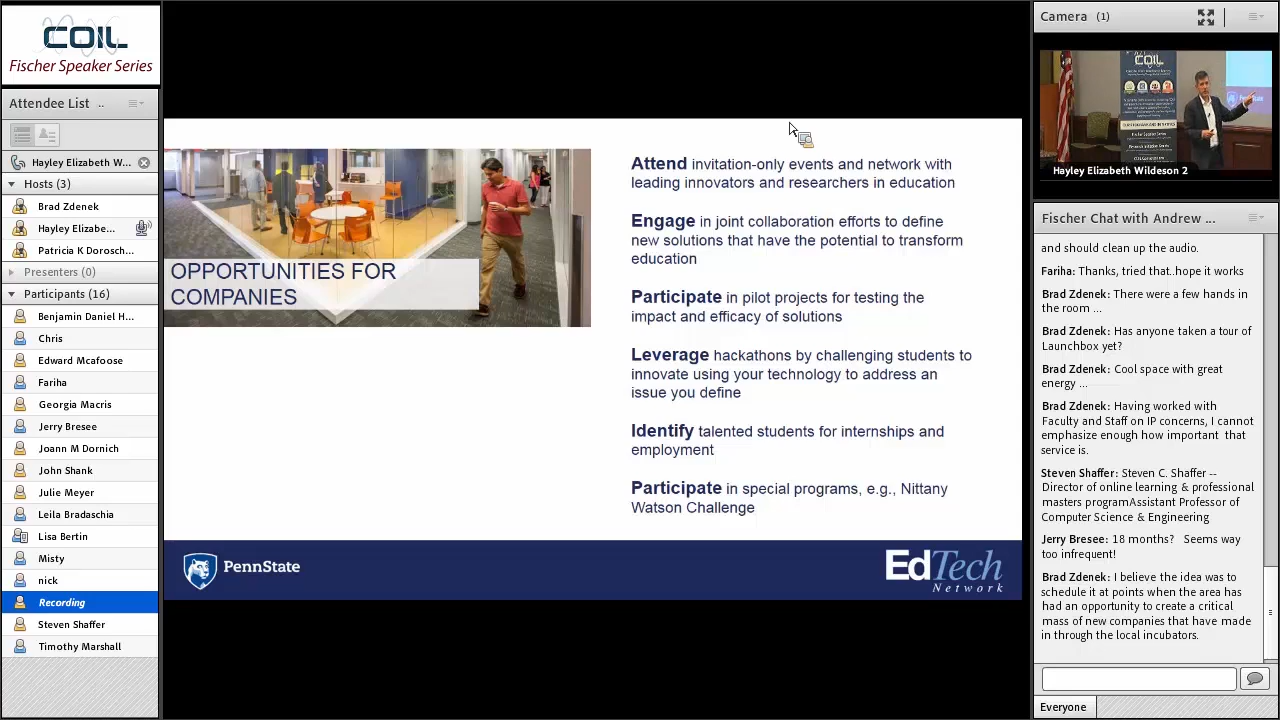 COIL
Fischer Speaker Series
Attendee List ..
Hayley Elizabeth W...
Hosts (3)
Brad Zdenek
Hayley Elizabe...
Patricia K Dorosch...
Presenters (0)
Participants (16)
Benjamin Daniel H...
Chris
Edward Mcafoose
Fariha
Georgia Macris
Jerry Bresee
Joann M Dornich
John Shank
Julie Meyer
Leila Bradaschia
Lisa Bertin
Misty
nick
Recording
Steven Shaffer
Timothy Marshall
OPPORTUNITIES FOR
COMPANIES
Attend invitation-only events and network with
leading innovators and researchers in education
Engage in joint collaboration efforts to define
new solutions that have the potential to transform
education
Participate in pilot projects for testing the
impact and efficacy of solutions
Leverage hackathons by challenging students to
innovate using your technology to address an
issue you define
Identify talented students for internships and
employment
Participate in special programs, e.g., Nittany
Watson Challenge
PennState
EdTech
Network
Camera (1)
COIL
Hayley Elizabeth Wildeson 2
Fischer Chat with Andrew ...
and should clean up the audio.
Fariha: Thanks, tried that..hope it works
Brad Zdenek: There were a few hands in
the room ...
Brad Zdenek: Has anyone taken a tour of
Launchbox yet?
Brad Zdenek: Cool space with great
energy ...
Brad Zdenek: Having worked with
Faculty and Staff on IP concerns, I cannot
emphasize enough how important that
service is.
Steven Shaffer: Steven C. Shaffer --
Director of online learning & professional
masters programAssistant Professor of
Computer Science & Engineering
Jerry Bresee: 18 months? Seems way
too infrequent!
Brad Zdenek: I believe the idea was to
schedule it at points when the area has
had an opportunity to create a critical
mass of new companies that have made
in through the local incubators.
Everyone